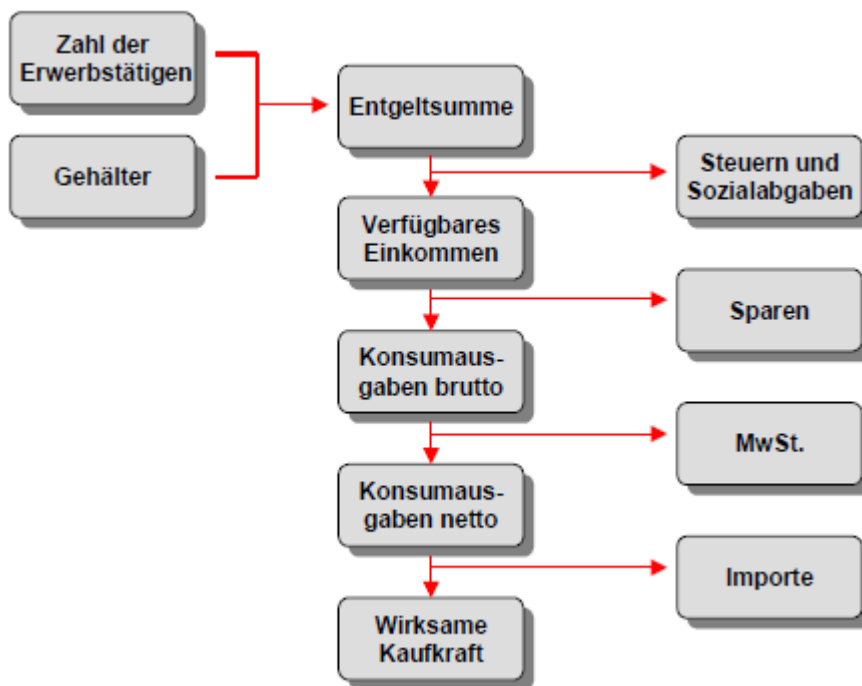 Zahl der
Erwerbstätigen
Gehälter
Entgeltsumme
Steuern und
Sozialabgaben
Verfügbares
Einkommen
Sparen
Konsumaus-
gaben brutto
MwSt.
Konsumaus-
gaben netto
Importe
Wirksame
Kaufkraft